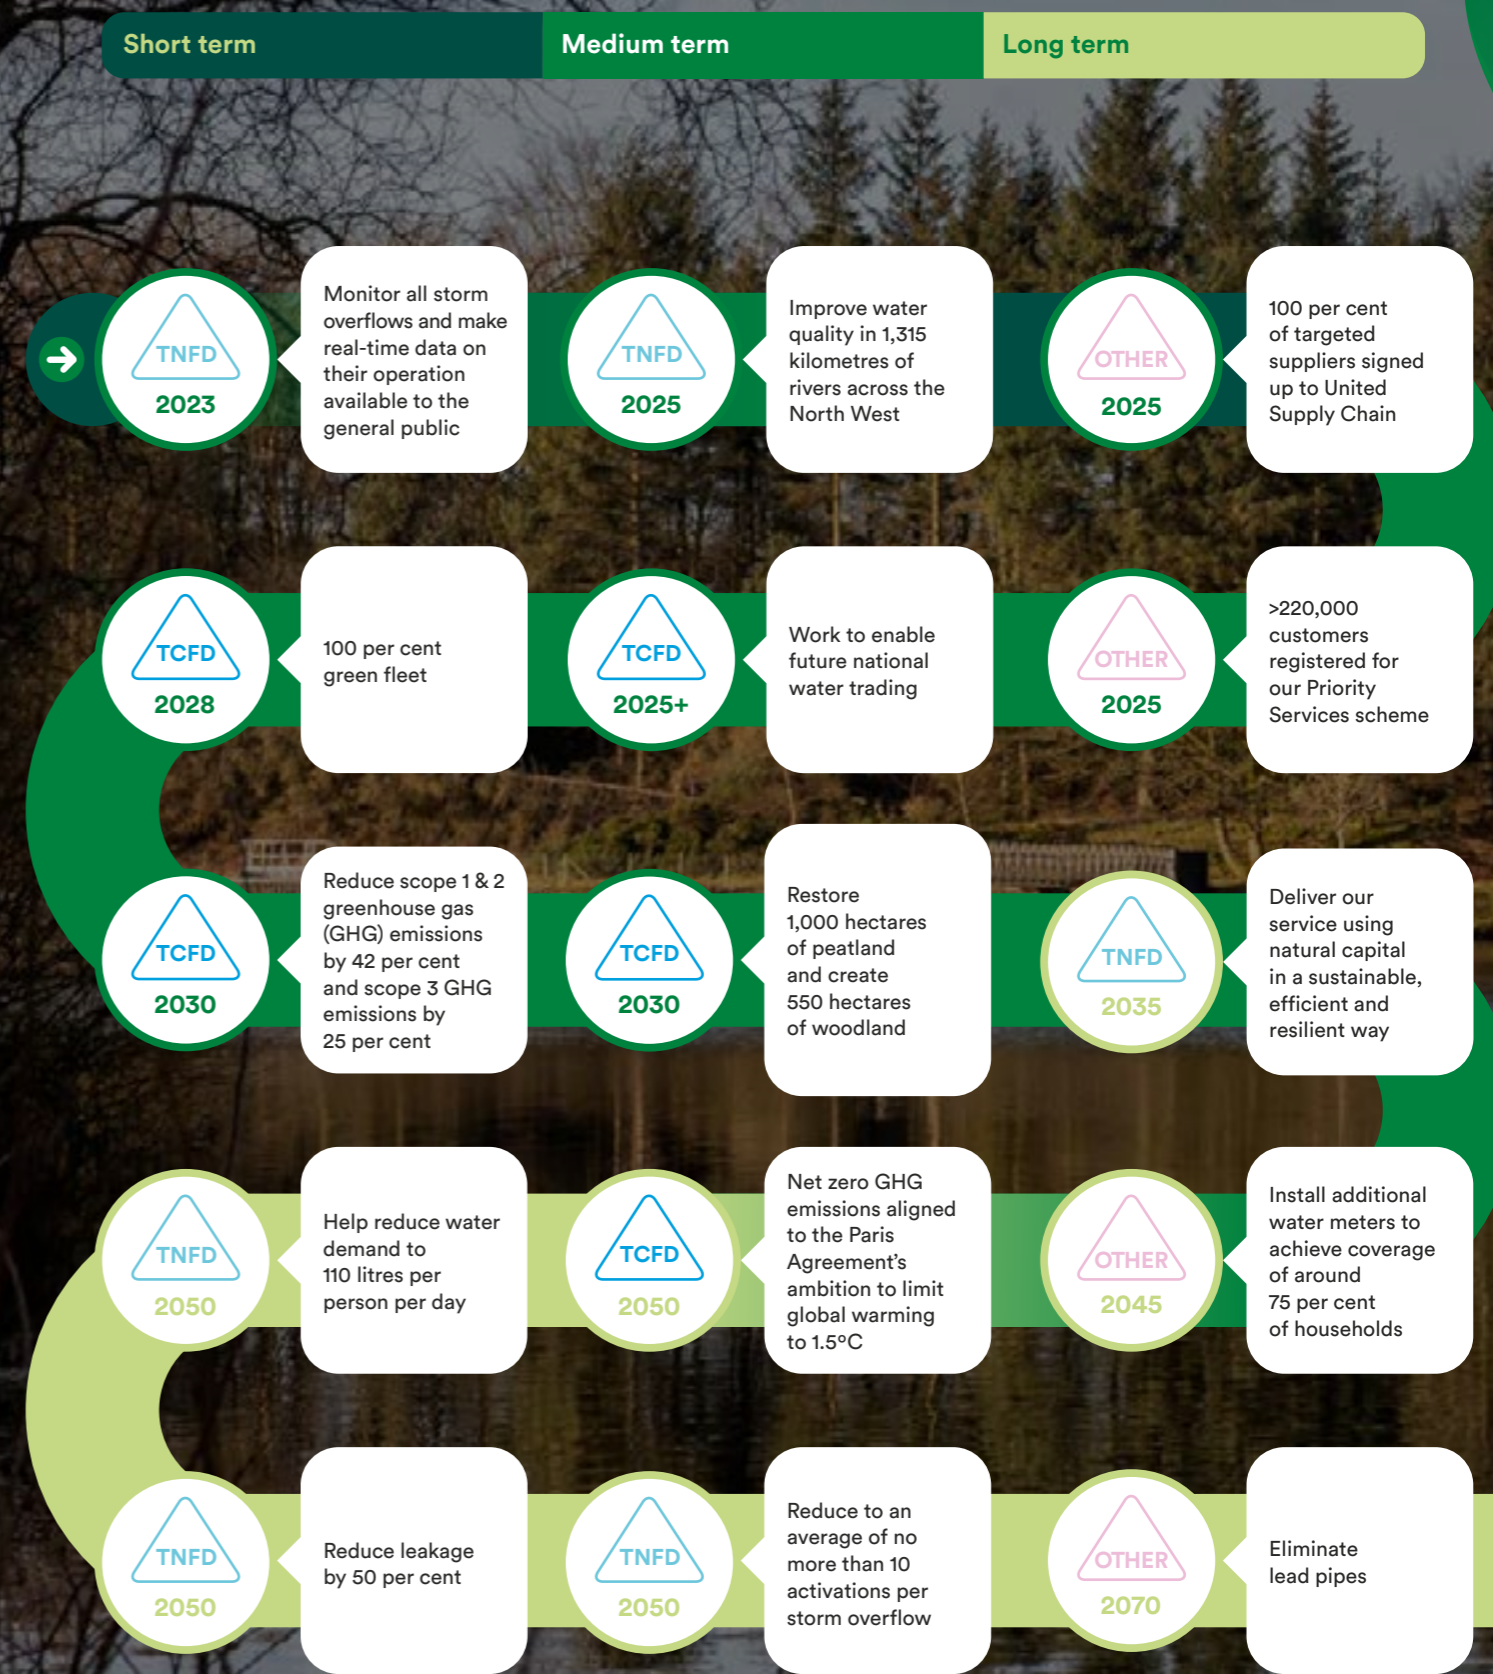 Short term
Medium term
Long term
TNFD
2023
Monitor all storm
overflows and make
real-time data on
their operation
available to the
general public
TNFD
2025
Improve water
quality in 1,315
kilometres of
rivers across the
North West
OTHER
2025
100 per cent
of targeted
suppliers signed
up to United
Supply Chain
TCFD
2028
100 per cent
green fleet
TCFD
2025+
Work to enable
future national
water trading
OTHER
2025
>220,000
customers
registered for
our Priority
Services scheme
TCFD
2030
Reduce scope 1 & 2
greenhouse gas
(GHG) emissions
by 42 per cent
and scope 3 GHG
emissions by
25 per cent
TCFD
2030
Restore
1,000 hectares
of peatland
and create
550 hectares
of woodland
TNFD
2035
Deliver our
service using
natural capital
in a sustainable,
efficient and
resilient way
TNFD
2050
Help reduce water
demand to
110 litres per
person per day
TCFD
2050
Net zero GHG
emissions aligned
to the Paris
Agreement’s
ambition to limit
global warming
to 1.5°C
OTHER
2045
Install additional
water meters to
achieve coverage
of around
75 per cent
of households
TNFD
2050
Reduce leakage
by 50 per cent
TNFD
2050
Reduce to an
average of no
more than 10
activations per
storm overflow
OTHER
2070
Eliminate
lead pipes